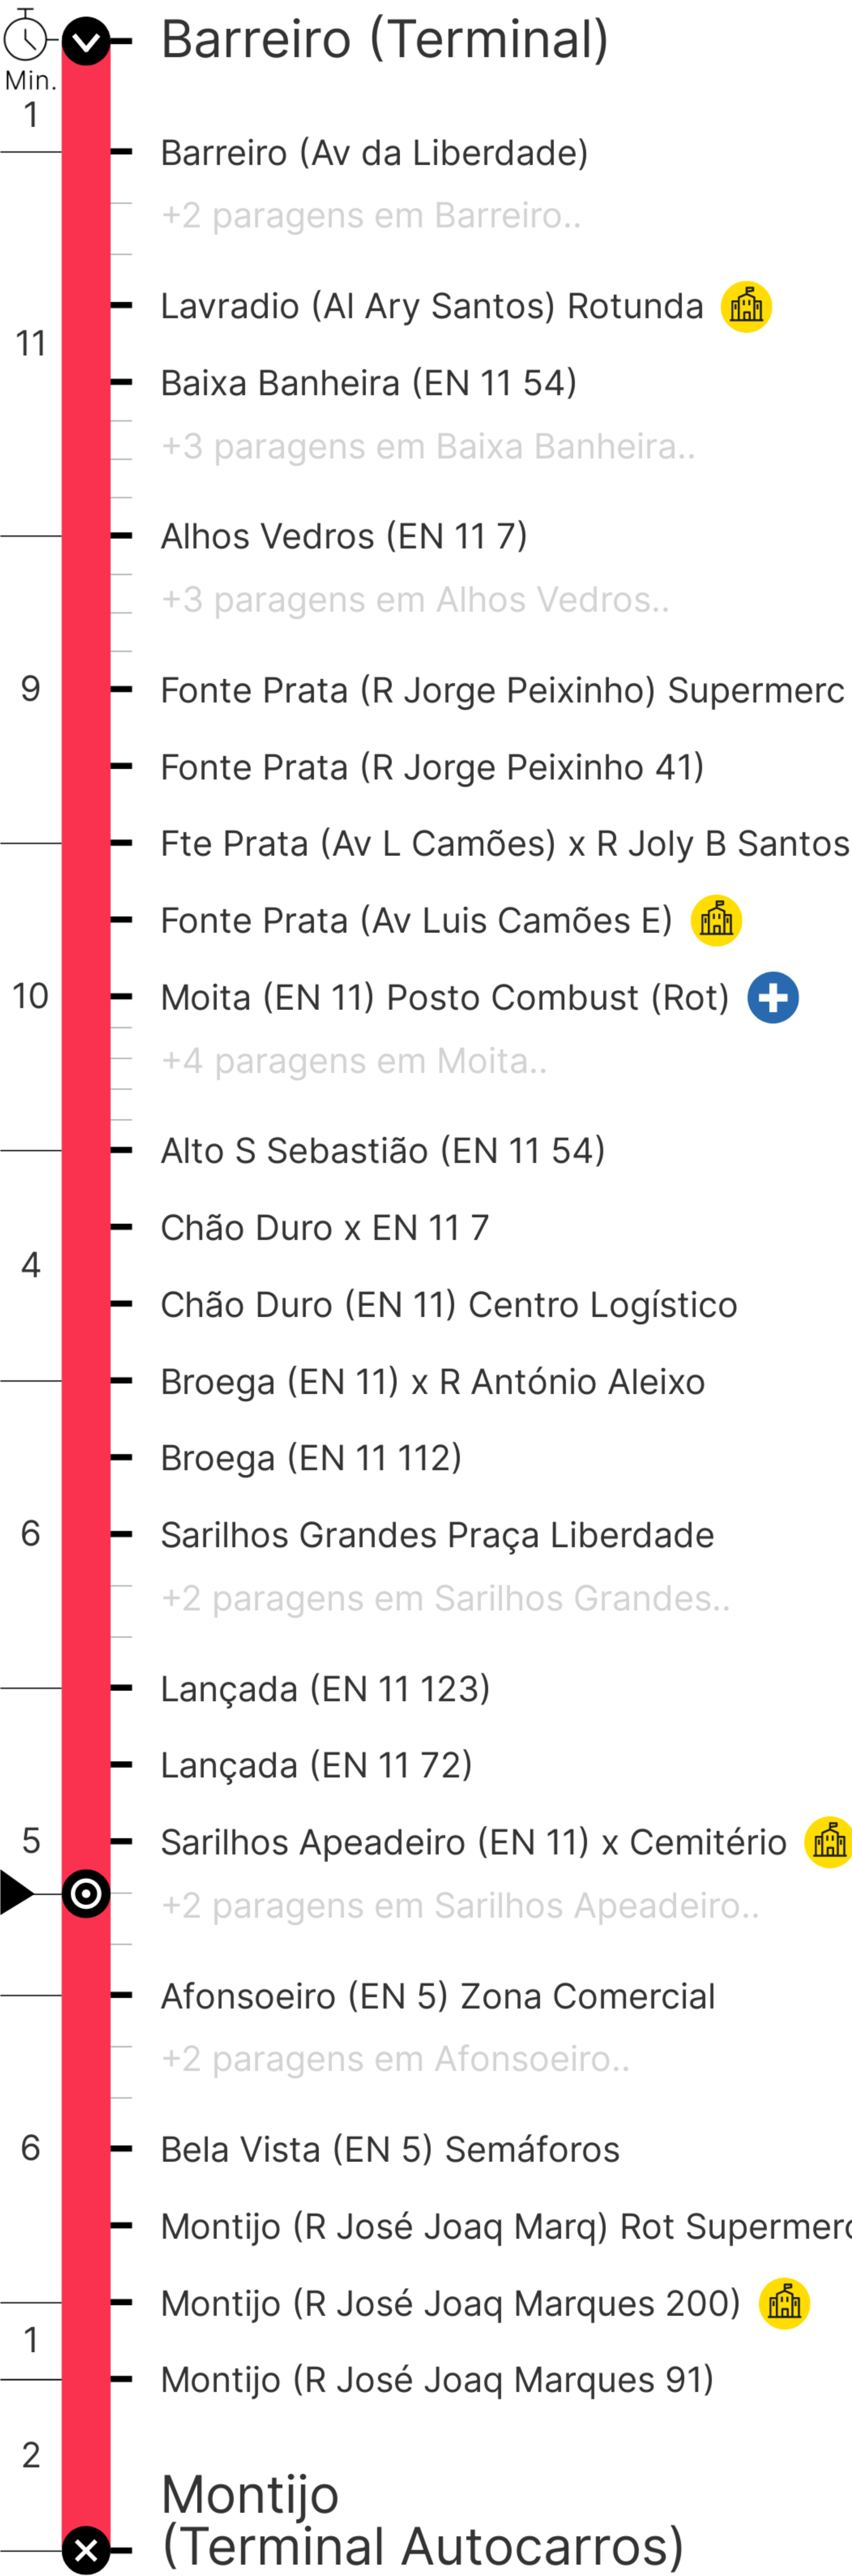 Barreiro (Terminal)
Min.
1
Barreiro (Av da Liberdade)
+2 paragens em Barreiro..
Lavradio (Al Ary Santos) Rotunda
11
Baixa Banheira (EN 11 54)
+3 paragens em Baixa Banheira..
Alhos Vedros (EN 11 7)
+3 paragens em Alhos Vedros..
9
Fonte Prata (R Jorge Peixinho) Supermerc
Fonte Prata (R Jorge Peixinho 41)
Fte Prata (Av L Camões) x R Joly B Santos
Fonte Prata (Av Luis Camões E)
10
Moita (EN 11) Posto Combust (Rot)
+4 paragens em Moita..
Alto S Sebastião (EN 11 54)
Chão Duro x EN 11 7
4
Chão Duro (EN 11) Centro Logístico
Broega (EN 11) x R António Aleixo
Broega (EN 11 112)
6
Sarilhos Grandes Praça Liberdade
+2 paragens em Sarilhos Grandes..
Lançada (EN 11 123)
Lançada (EN 11 72)
5
Sarilhos Apeadeiro (EN 11) x Cemitério
+2 paragens em Sarilhos Apeadeiro..
Afonsoeiro (EN 5) Zona Comercial
+2 paragens em Afonsoeiro..
6
Bela Vista (EN 5) Semáforos
Montijo (R José Joaq Marq) Rot Supermerc
Montijo (R José Joaq Marques 200)
1
Montijo (R José Joaq Marques 91)
2
Montijo
(Terminal Autocarros)